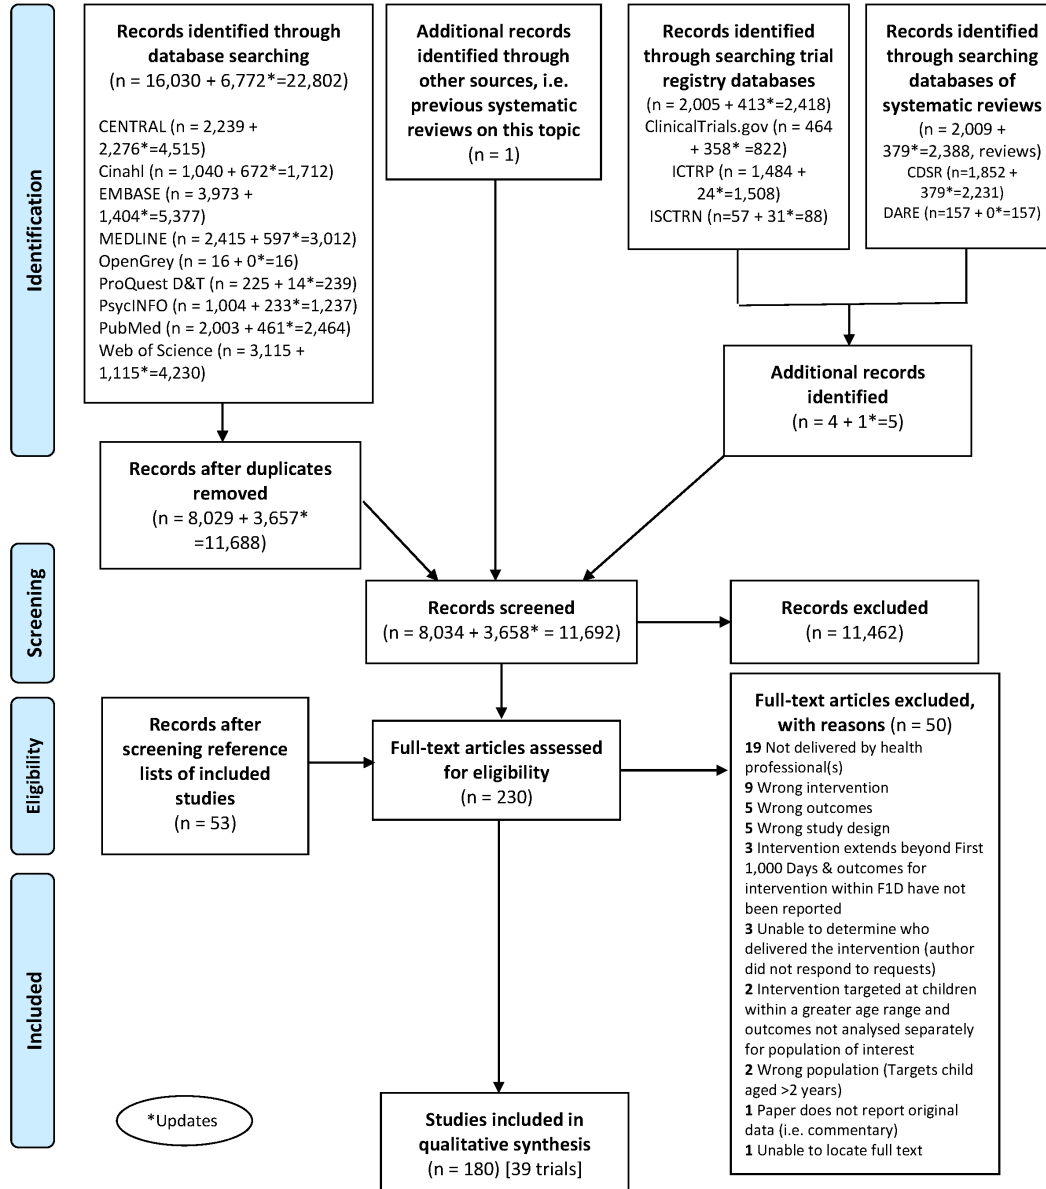 Identification
Records identified through
database searching
(n = 16,030 + 6,772*=22,802)
CENTRAL (n = 2,239 +
2,276*=4,515)
Cinahl (n = 1,040 + 672*=1,712)
EMBASE (n = 3,973 +
1,404*=5,377)
MEDLINE (n = 2,415 + 597*=3,012)
OpenGrey (n = 16 + 0*=16)
ProQuest D&T (n = 225 + 14*=239)
PsycINFO (n = 1,004 + 233*=1,237)
PubMed (n = 2,003 + 461*=2,464)
Web of Science (n = 3,115 +
1,115*=4,230)
Additional records
identified through
other sources, i.e.
previous systematic
reviews on this topic
(n = 1)
Records identified
through searching trial
registry databases
(n = 2,005 + 413*=2,418)
ClinicalTrials.gov (n = 464
+ 358* =822)
ICTRP (n = 1,484 +
24*=1,508)
ISCTRN (n=57 + 31*=88)
Records identified
through searching
databases of
systematic reviews
(n = 2,009 +
379*=2,388, reviews)
CDSR (n=1,852 +
379*=2,231)
DARE (n=157 + 0*=157)
Additional records
identified
(n = 4 + 1*=5)
Records after duplicates
removed
(n = 8,029 + 3,657*
=11,688)
Screening
Records screened
(n = 8,034 + 3,658* = 11,692)
Records excluded
(n = 11,462)
Eligibility
Records after
screening reference
lists of included
studies
(n = 53)
Full-text articles assessed
for eligibility
(n = 230)
Full-text articles excluded,
with reasons (n = 50)
19 Not delivered by health
professional(s)
9 Wrong intervention
5 Wrong outcomes
5 Wrong study design
3 Intervention extends beyond First
1,000 Days & outcomes for
intervention within F1D have not
been reported
3 Unable to determine who
delivered the intervention (author
did not respond to requests)
2 Intervention targeted at children
within a greater age range and
outcomes not analysed separately
for population of interest
2 Wrong population (Targets child
aged >2 years)
1 Paper does not report original
data (i.e. commentary)
1 Unable to locate full text
Included
*Updates
Studies included in
qualitative synthesis
(n = 180) [39 trials]